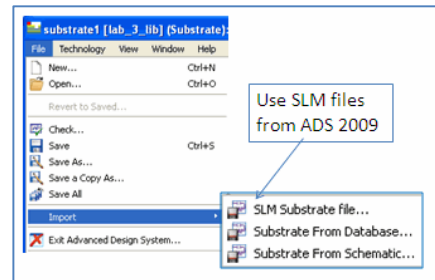 substrate1 [lab_3_lib] (Substrate):
File Technology View Window Help
New... Ctrl+N
Open... Ctrl+O
Revert to Saved...
Check...
Save Ctrl+S
Save As...
Save a Copy As...
Save All
Import
Exit Advanced Design System...
Use SLM files
from ADS 2009
SLM Substrate file...
Substrate From Database...
Substrate From Schematic...